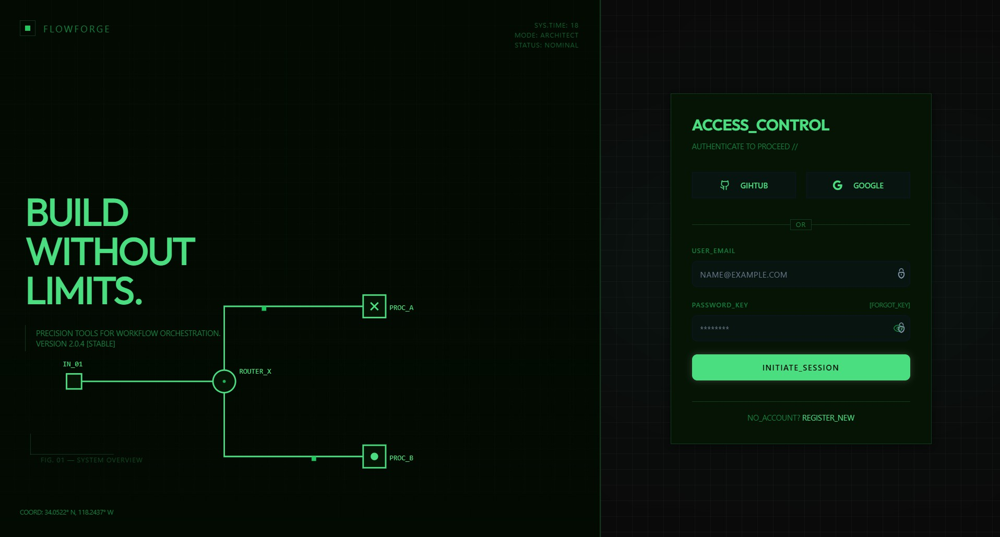 FLOWFORGE
SYS.TIME: 18
MODE: ARCHITECT
STATUS: NOMINAL
BUILD
WITHOUT
LIMITS.
PRECISION TOOLS FOR WORKFLOW ORCHESTRATION.
VERSION 2.0.4 [STABLE]
IN_01
ROUTER_X
PROC_A
PROC_B
FIG. 01 — SYSTEM OVERVIEW
COORD: 34.0522° N, 118.2437° W
ACCESS_CONTROL
AUTHENTICATE TO PROCEED //
GIHTUB
GOOGLE
OR
USER_EMAIL
NAME@EXAMPLE.COM
PASSWORD_KEY
[FORGOT_KEY]
********
INITIATE_SESSION
NO_ACCOUNT? REGISTER_NEW